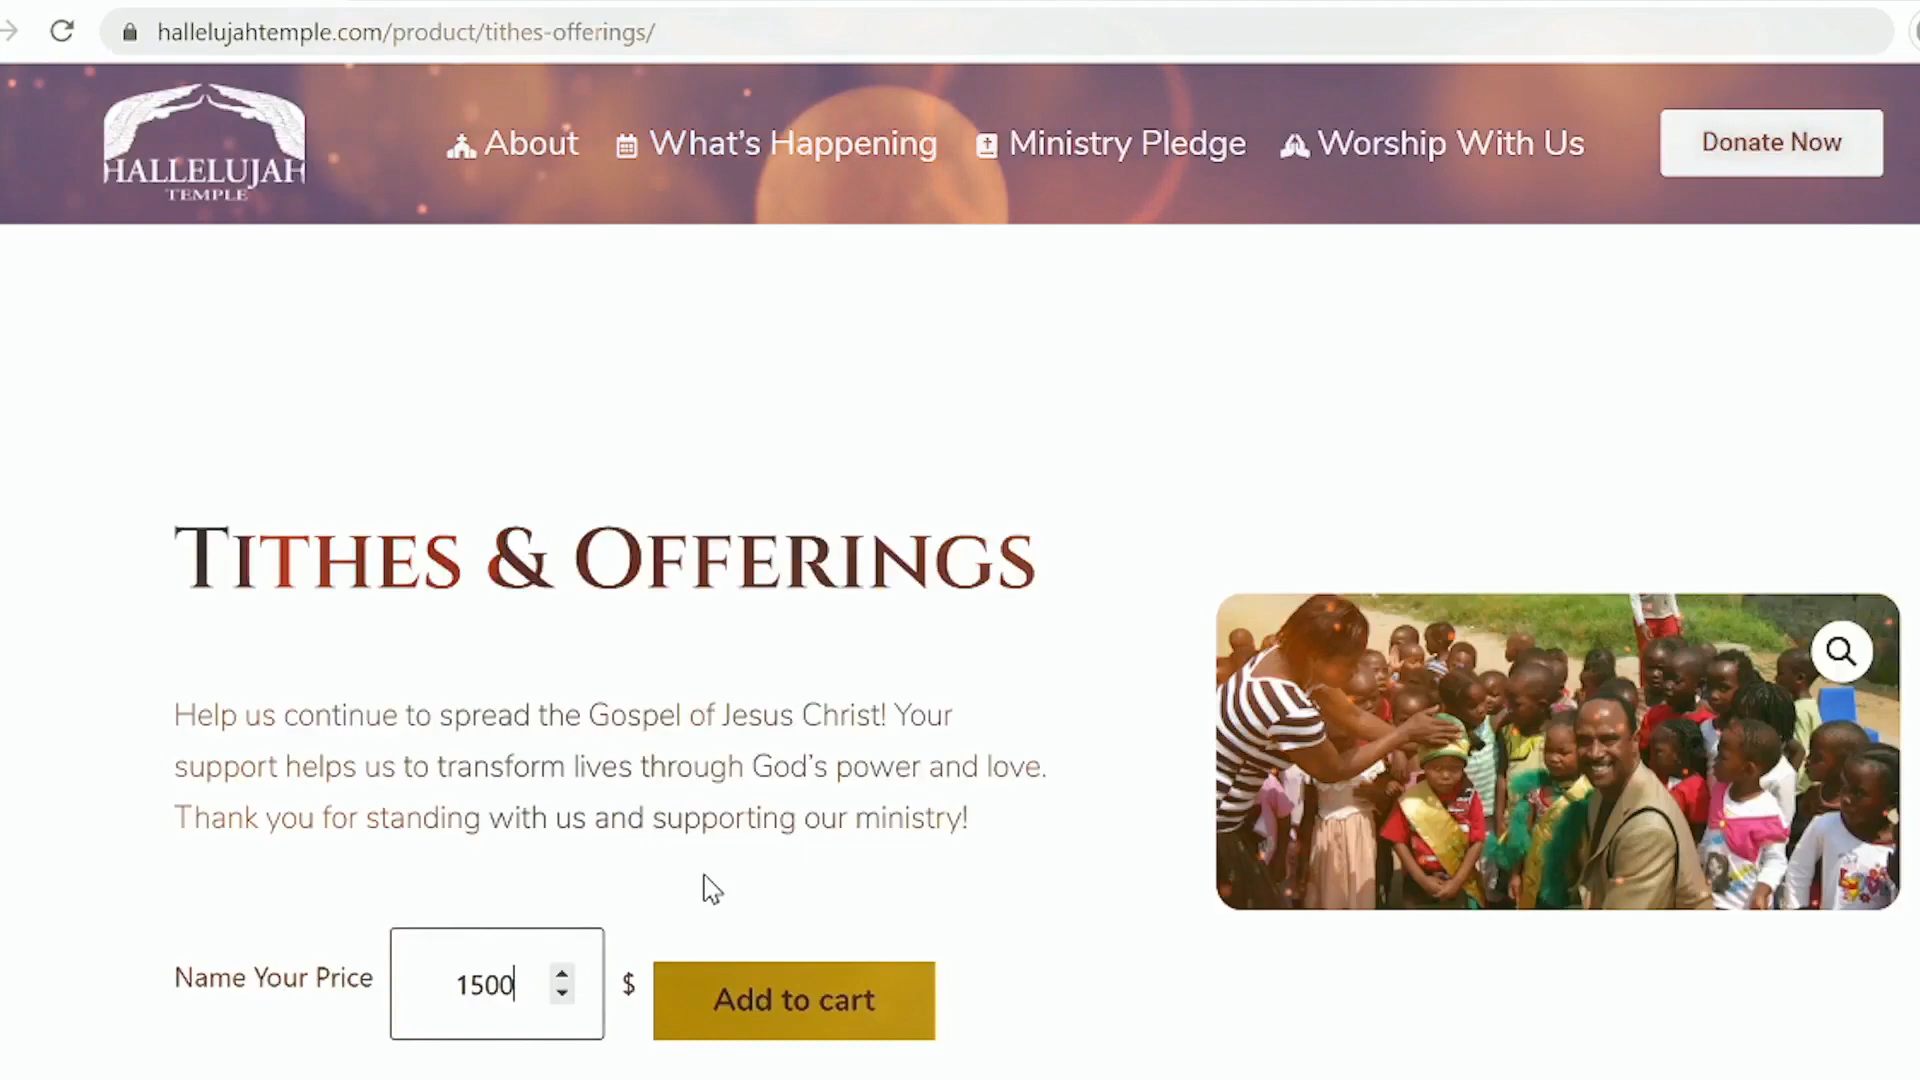 hallelujahtemple.com/product/tithes-offerings/
HALLELUJAH
TEMPLE
About
What's Happening
Ministry Pledge
Worship With Us
Donate Now
TITHES & OFFERINGS
Help us continue to spread the Gospel of Jesus Christ! Your
support helps us to transform lives through God's power and love.
Thank you for standing with us and supporting our ministry!
Name Your Price 1500 $ Add to cart